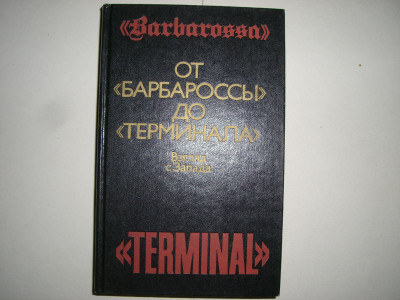 «Barbarossa»
ОТ
«БАРБАРОССЫ»
ДО
«ТЕРМИНАЛА»
Взгляд
с Запада
«TERMINAL»